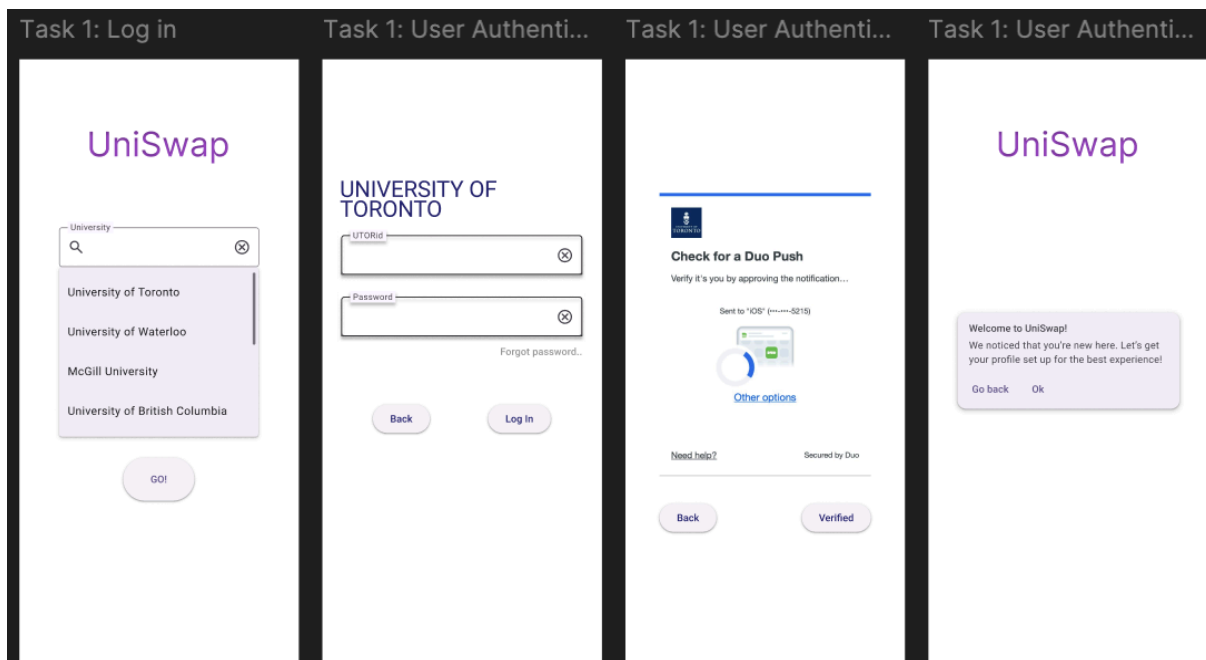 Task 1: Log in
UniSwap
University
University of Toronto
University of Waterloo
McGill University
University of British Columbia
GO!
Task 1: User Authenti...
UNIVERSITY OF
TORONTO
UTORid
Password
Forgot password..
Back
Log In
Task 1: User Authenti...
TORONTO
Check for a Duo Push
Verify it's you by approving the notification...
Sent to "iOS" (•••-•••-5215)
Other options
Need help?
Secured by Duo
Back
Verified
Task 1: User Authenti...
UniSwap
Welcome to UniSwap!
We noticed that you're new here. Let's get
your profile set up for the best experience!
Go back
Ok